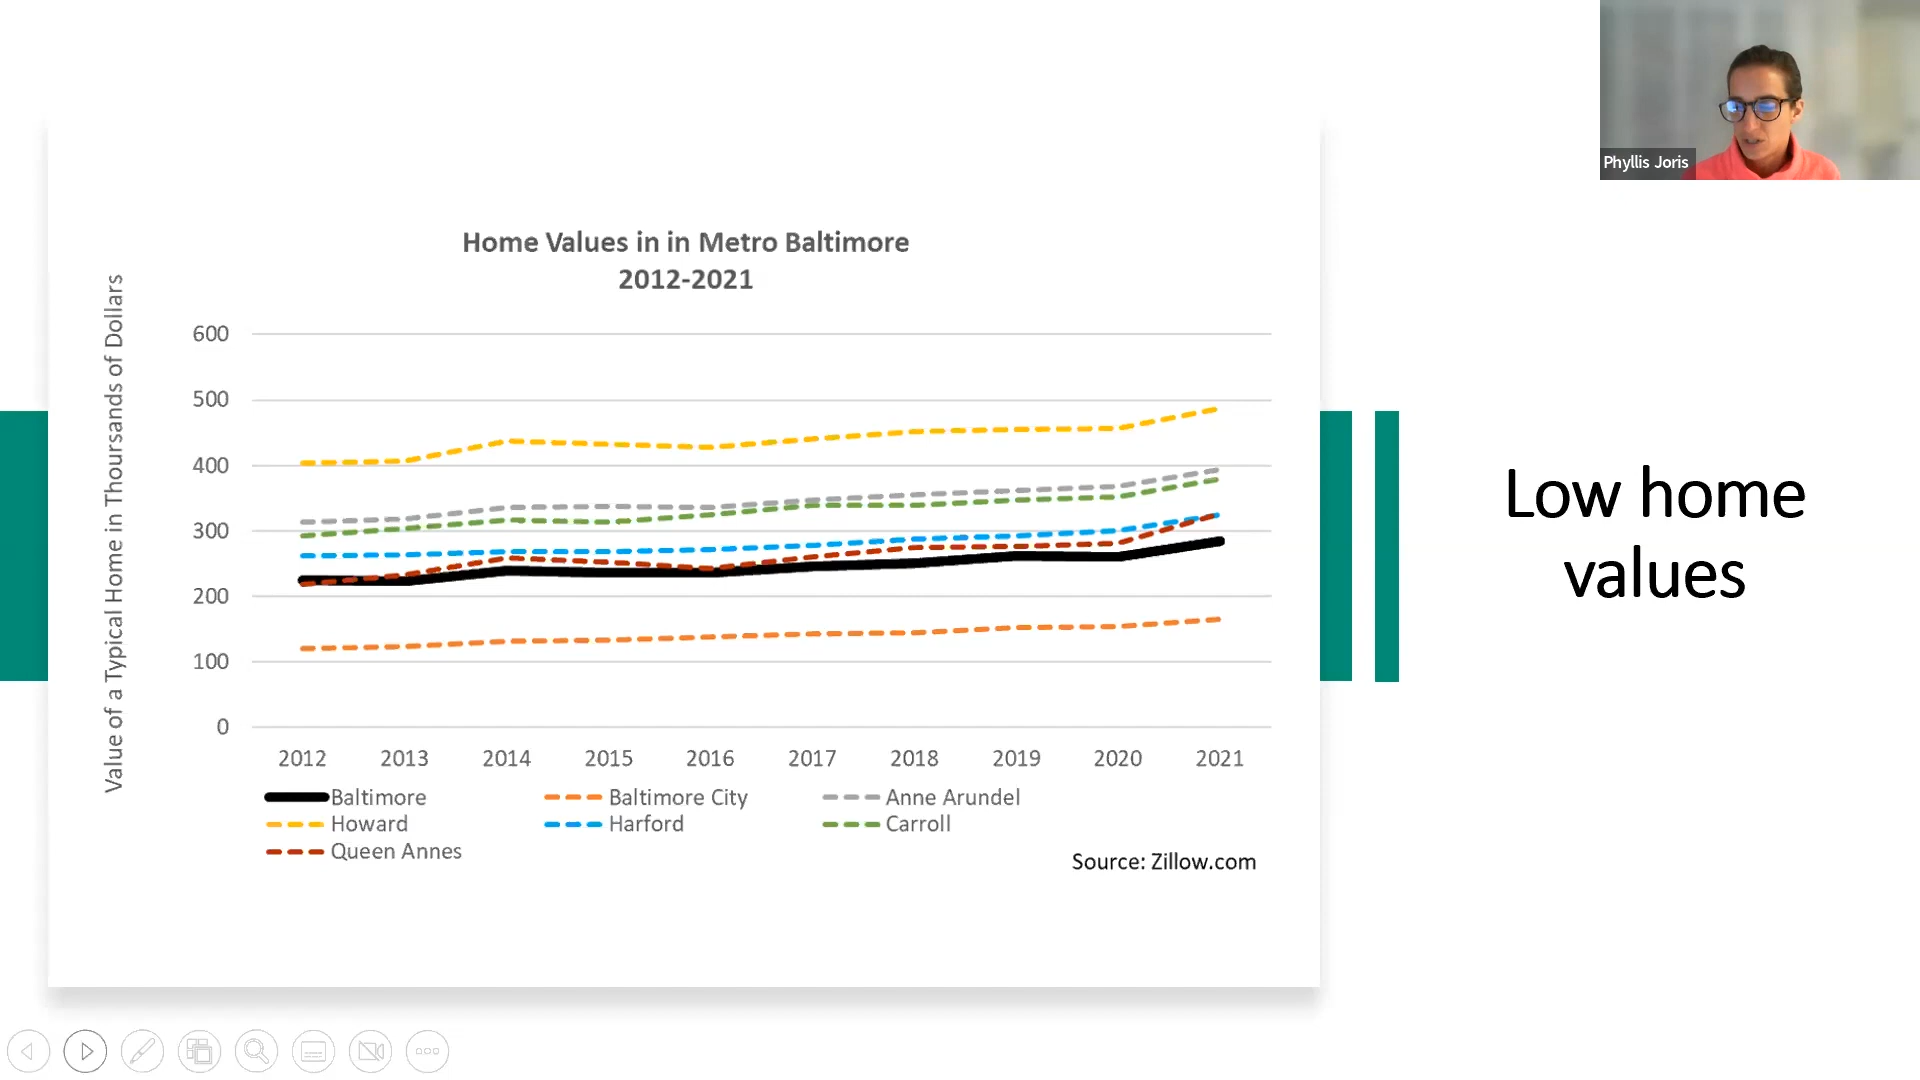 Phyllis Joris
Home Values in in Metro Baltimore
2012-2021
Value of a Typical Home in Thoursands of Dollars
600
500
400
300
200
100
0
2012 2013 2014 2015 2016 2017 2018 2019 2020 2021
Baltimore Baltimore City Anne Arundel
Howard Harford Carroll
Queen Annes
Source: Zillow.com
Low home
values